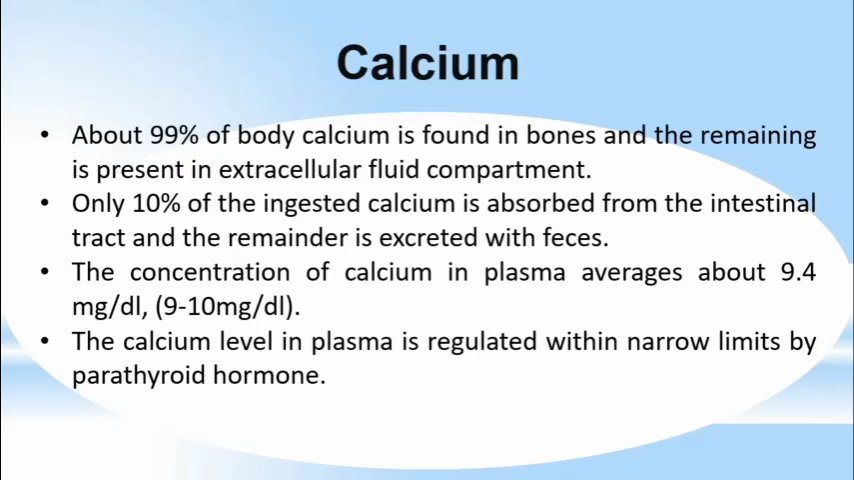 Calcium
• About 99% of body calcium is found in bones and the remaining
is present in extracellular fluid compartment.
• Only 10% of the ingested calcium is absorbed from the intestinal
tract and the remainder is excreted with feces.
• The concentration of calcium in plasma averages about 9.4
mg/dl, (9-10mg/dl).
• The calcium level in plasma is regulated within narrow limits by
parathyroid hormone.